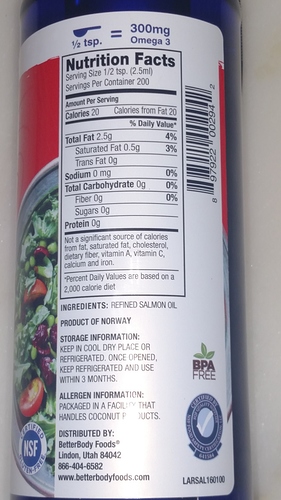 ½ tsp. = 300mg
Omega 3
Nutrition Facts
Serving Size 1/2 tsp. (2.5ml)
Servings Per Container 200
Amount Per Serving
Calories 20 Calories from Fat 20
% Daily Value*
Total Fat 2.5g 4%
Saturated Fat 0.5g 3%
Trans Fat 0g
Sodium 0 mg 0%
Total Carbohydrate 0g 0%
Fiber 0g 0%
Sugars 0g
Protein 0g
Not a significant source of calories
from fat, saturated fat, cholesterol,
dietary fiber, vitamin A, vitamin C,
calcium and iron.
*Percent Daily Values are based on a
2,000 calorie diet
8 97922 00294 2
INGREDIENTS: REFINED SALMON OIL
PRODUCT OF NORWAY
STORAGE INFORMATION:
KEEP IN COOL DRY PLACE OR
REFRIGERATED. ONCE OPENED,
KEEP REFRIGERATED AND USE
WITHIN 3 MONTHS.
BPA
FREE
ALLERGEN INFORMATION:
PACKAGED IN A FACILITY THAT
HANDLES COCONUT PRODUCTS.
DISTRIBUTED BY:
BetterBody Foods®
Lindon, Utah 84042
866-404-6582
www.betterbodyfoods.com
NSF
LARSAL160100